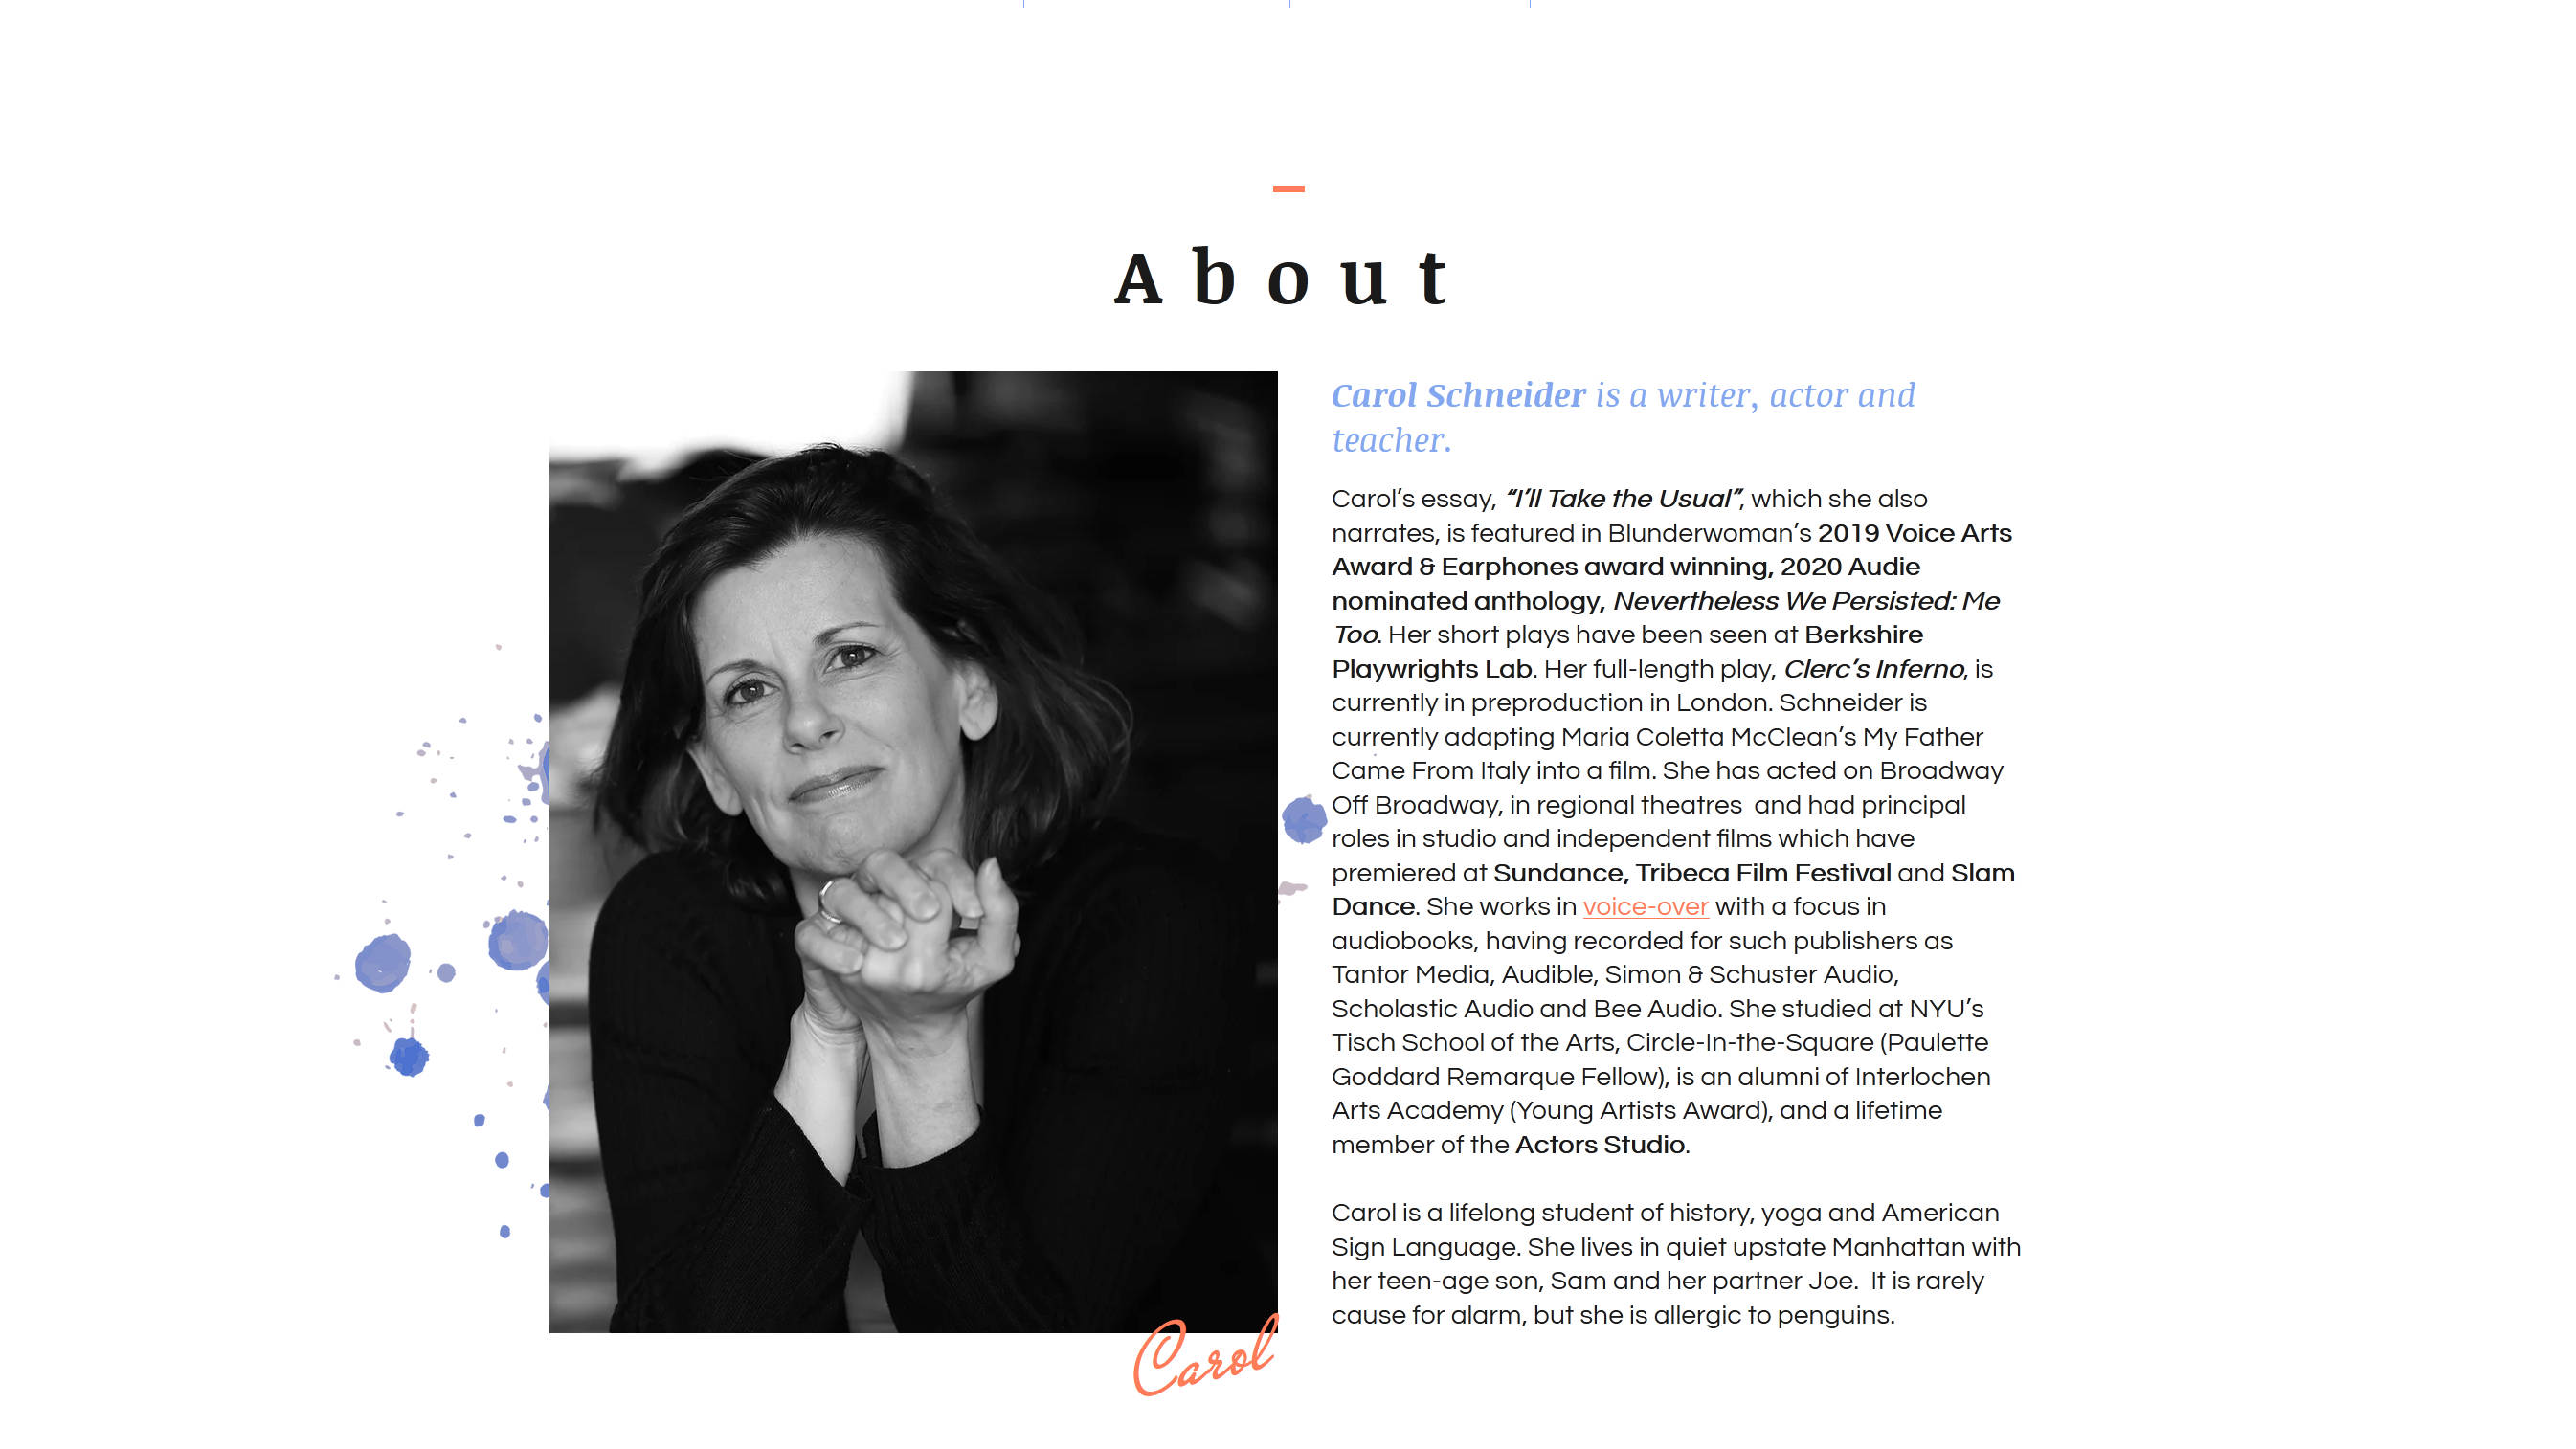 About
Carol Schneider is a writer, actor and
teacher.
Carol’s essay, “I’ll Take the Usual”, which she also
narrates, is featured in Blunderwoman’s 2019 Voice Arts
Award & Earphones award winning, 2020 Audie
nominated anthology, Nevertheless We Persisted: Me
Too. Her short plays have been seen at Berkshire
Playwrights Lab. Her full-length play, Clerc’s Inferno, is
currently in preproduction in London. Schneider is
currently adapting Maria Coletta McClean’s My Father
Came From Italy into a film. She has acted on Broadway
Off Broadway, in regional theatres  and had principal
roles in studio and independent films which have
premiered at Sundance, Tribeca Film Festival and Slam
Dance. She works in voice-over with a focus in
audiobooks, having recorded for such publishers as
Tantor Media, Audible, Simon & Schuster Audio,
Scholastic Audio and Bee Audio. She studied at NYU’s
Tisch School of the Arts, Circle-In-the-Square (Paulette
Goddard Remarque Fellow), is an alumni of Interlochen
Arts Academy (Young Artists Award), and a lifetime
member of the Actors Studio.
Carol is a lifelong student of history, yoga and American
Sign Language. She lives in quiet upstate Manhattan with
her teen-age son, Sam and her partner Joe.  It is rarely
cause for alarm, but she is allergic to penguins.
Carol